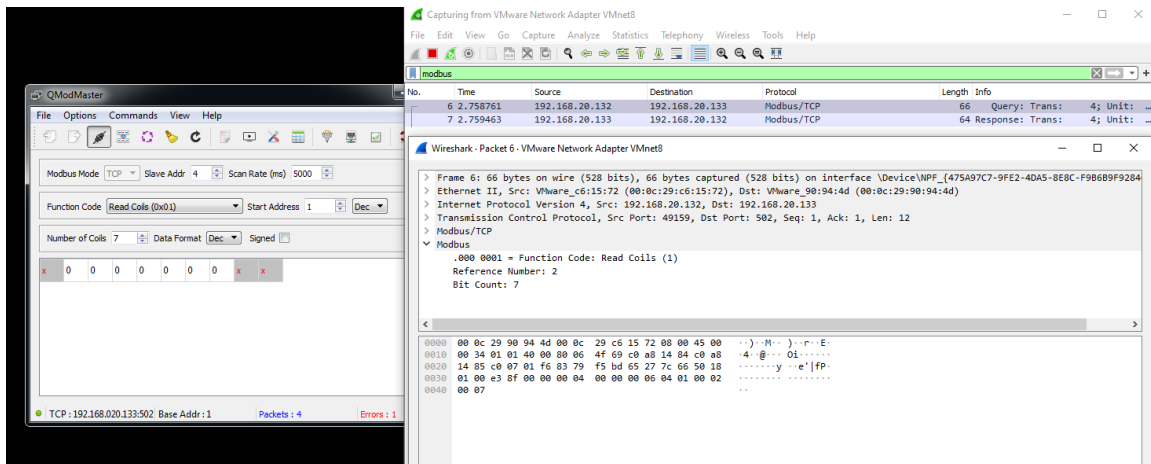 QModMaster
File Options Commands View Help
Modbus Mode TCP Slave Addr 4 Scan Rate (ms) 5000
Function Code Read Coils (0x01) Start Address 1 Dec
Number of Coils 7 Data Format Dec Signed
x 0 0 0 0 0 0 0 x x
TCP : 192.168.020.133:502 Base Addr : 1 Packets : 4 Errors : 1
Capturing from VMware Network Adapter VMnet8
File Edit View Go Capture Analyze Statistics Telephony Wireless Tools Help
modbus
No. Time Source Destination Protocol Length Info
6 2.758761 192.168.20.132 192.168.20.133 Modbus/TCP 66 Query: Trans: 4; Unit: …
7 2.759463 192.168.20.133 192.168.20.132 Modbus/TCP 64 Response: Trans: 4; Unit: …
Wireshark · Packet 6 · VMware Network Adapter VMnet8
Frame 6: 66 bytes on wire (528 bits), 66 bytes captured (528 bits) on interface \Device\NPF_{475A97C7-9FE2-4DA5-8E8C-F9B6B9F9284
Ethernet II, Src: VMware_c6:15:72 (00:0c:29:c6:15:72), Dst: VMware_90:94:4d (00:0c:29:90:94:4d)
Internet Protocol Version 4, Src: 192.168.20.132, Dst: 192.168.20.133
Transmission Control Protocol, Src Port: 49159, Dst Port: 502, Seq: 1, Ack: 1, Len: 12
Modbus/TCP
Modbus
.000 0001 = Function Code: Read Coils (1)
Reference Number: 2
Bit Count: 7
0000 00 0c 29 90 94 4d 00 0c 29 c6 15 72 08 00 45 00 ··)··M·· )··r··E·
0010 00 34 01 01 40 00 80 06 4f 69 c0 a8 14 84 c0 a8 ·4··@··· Oi······
0020 14 85 c0 07 01 f6 83 79 f5 bd 65 27 7c 66 50 18 ·······y ··e'|fP·
0030 01 00 e3 8f 00 00 00 04 00 00 00 06 04 01 00 02 ········ ········
0040 00 07 ··